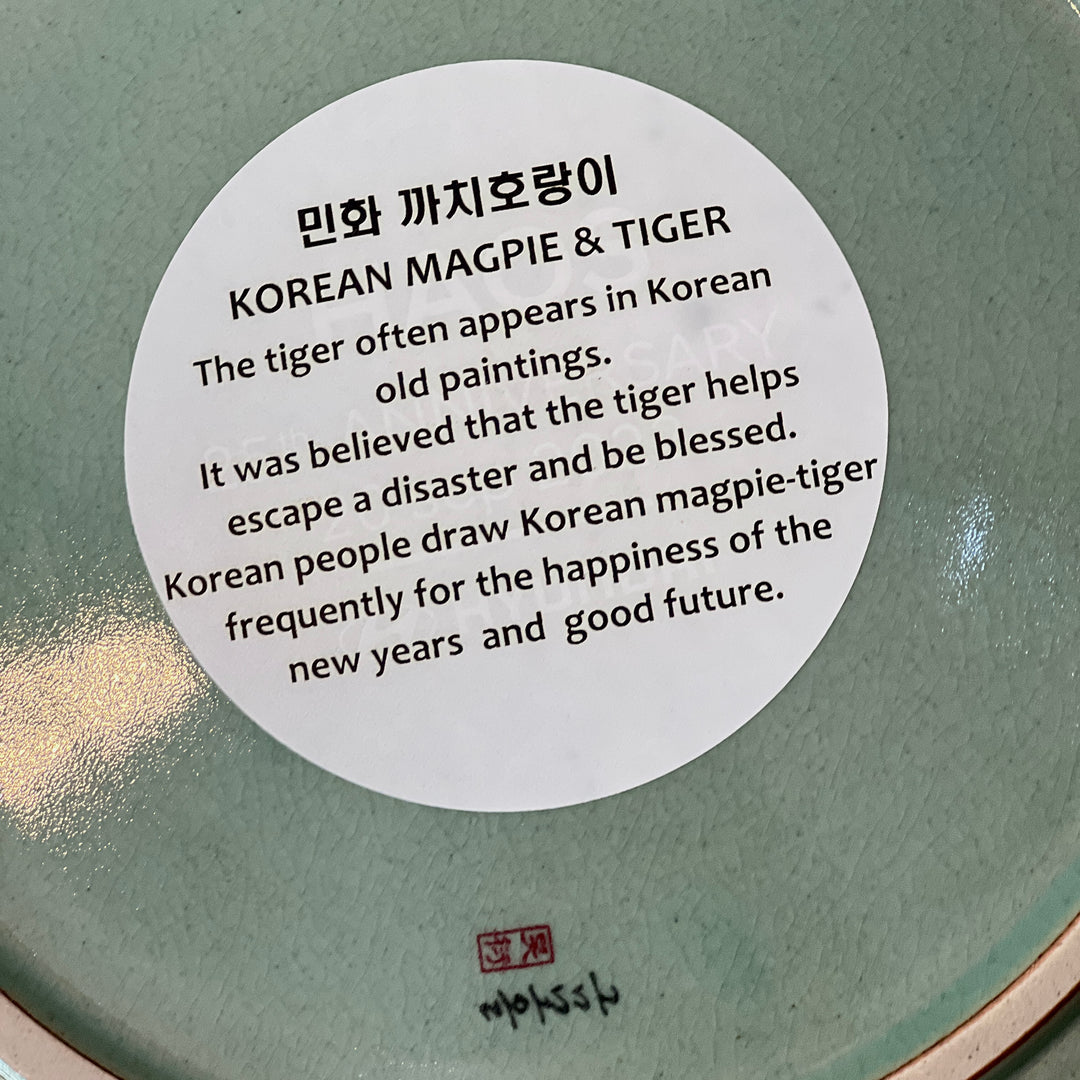 민화 까치호랑이
KOREAN MAGPIE & TIGER
The tiger often appears in Korean
old paintings.
It was believed that the tiger helps
escape a disaster and be blessed.
Korean people draw Korean magpie-tiger
frequently for the happiness of the
new years and good future.